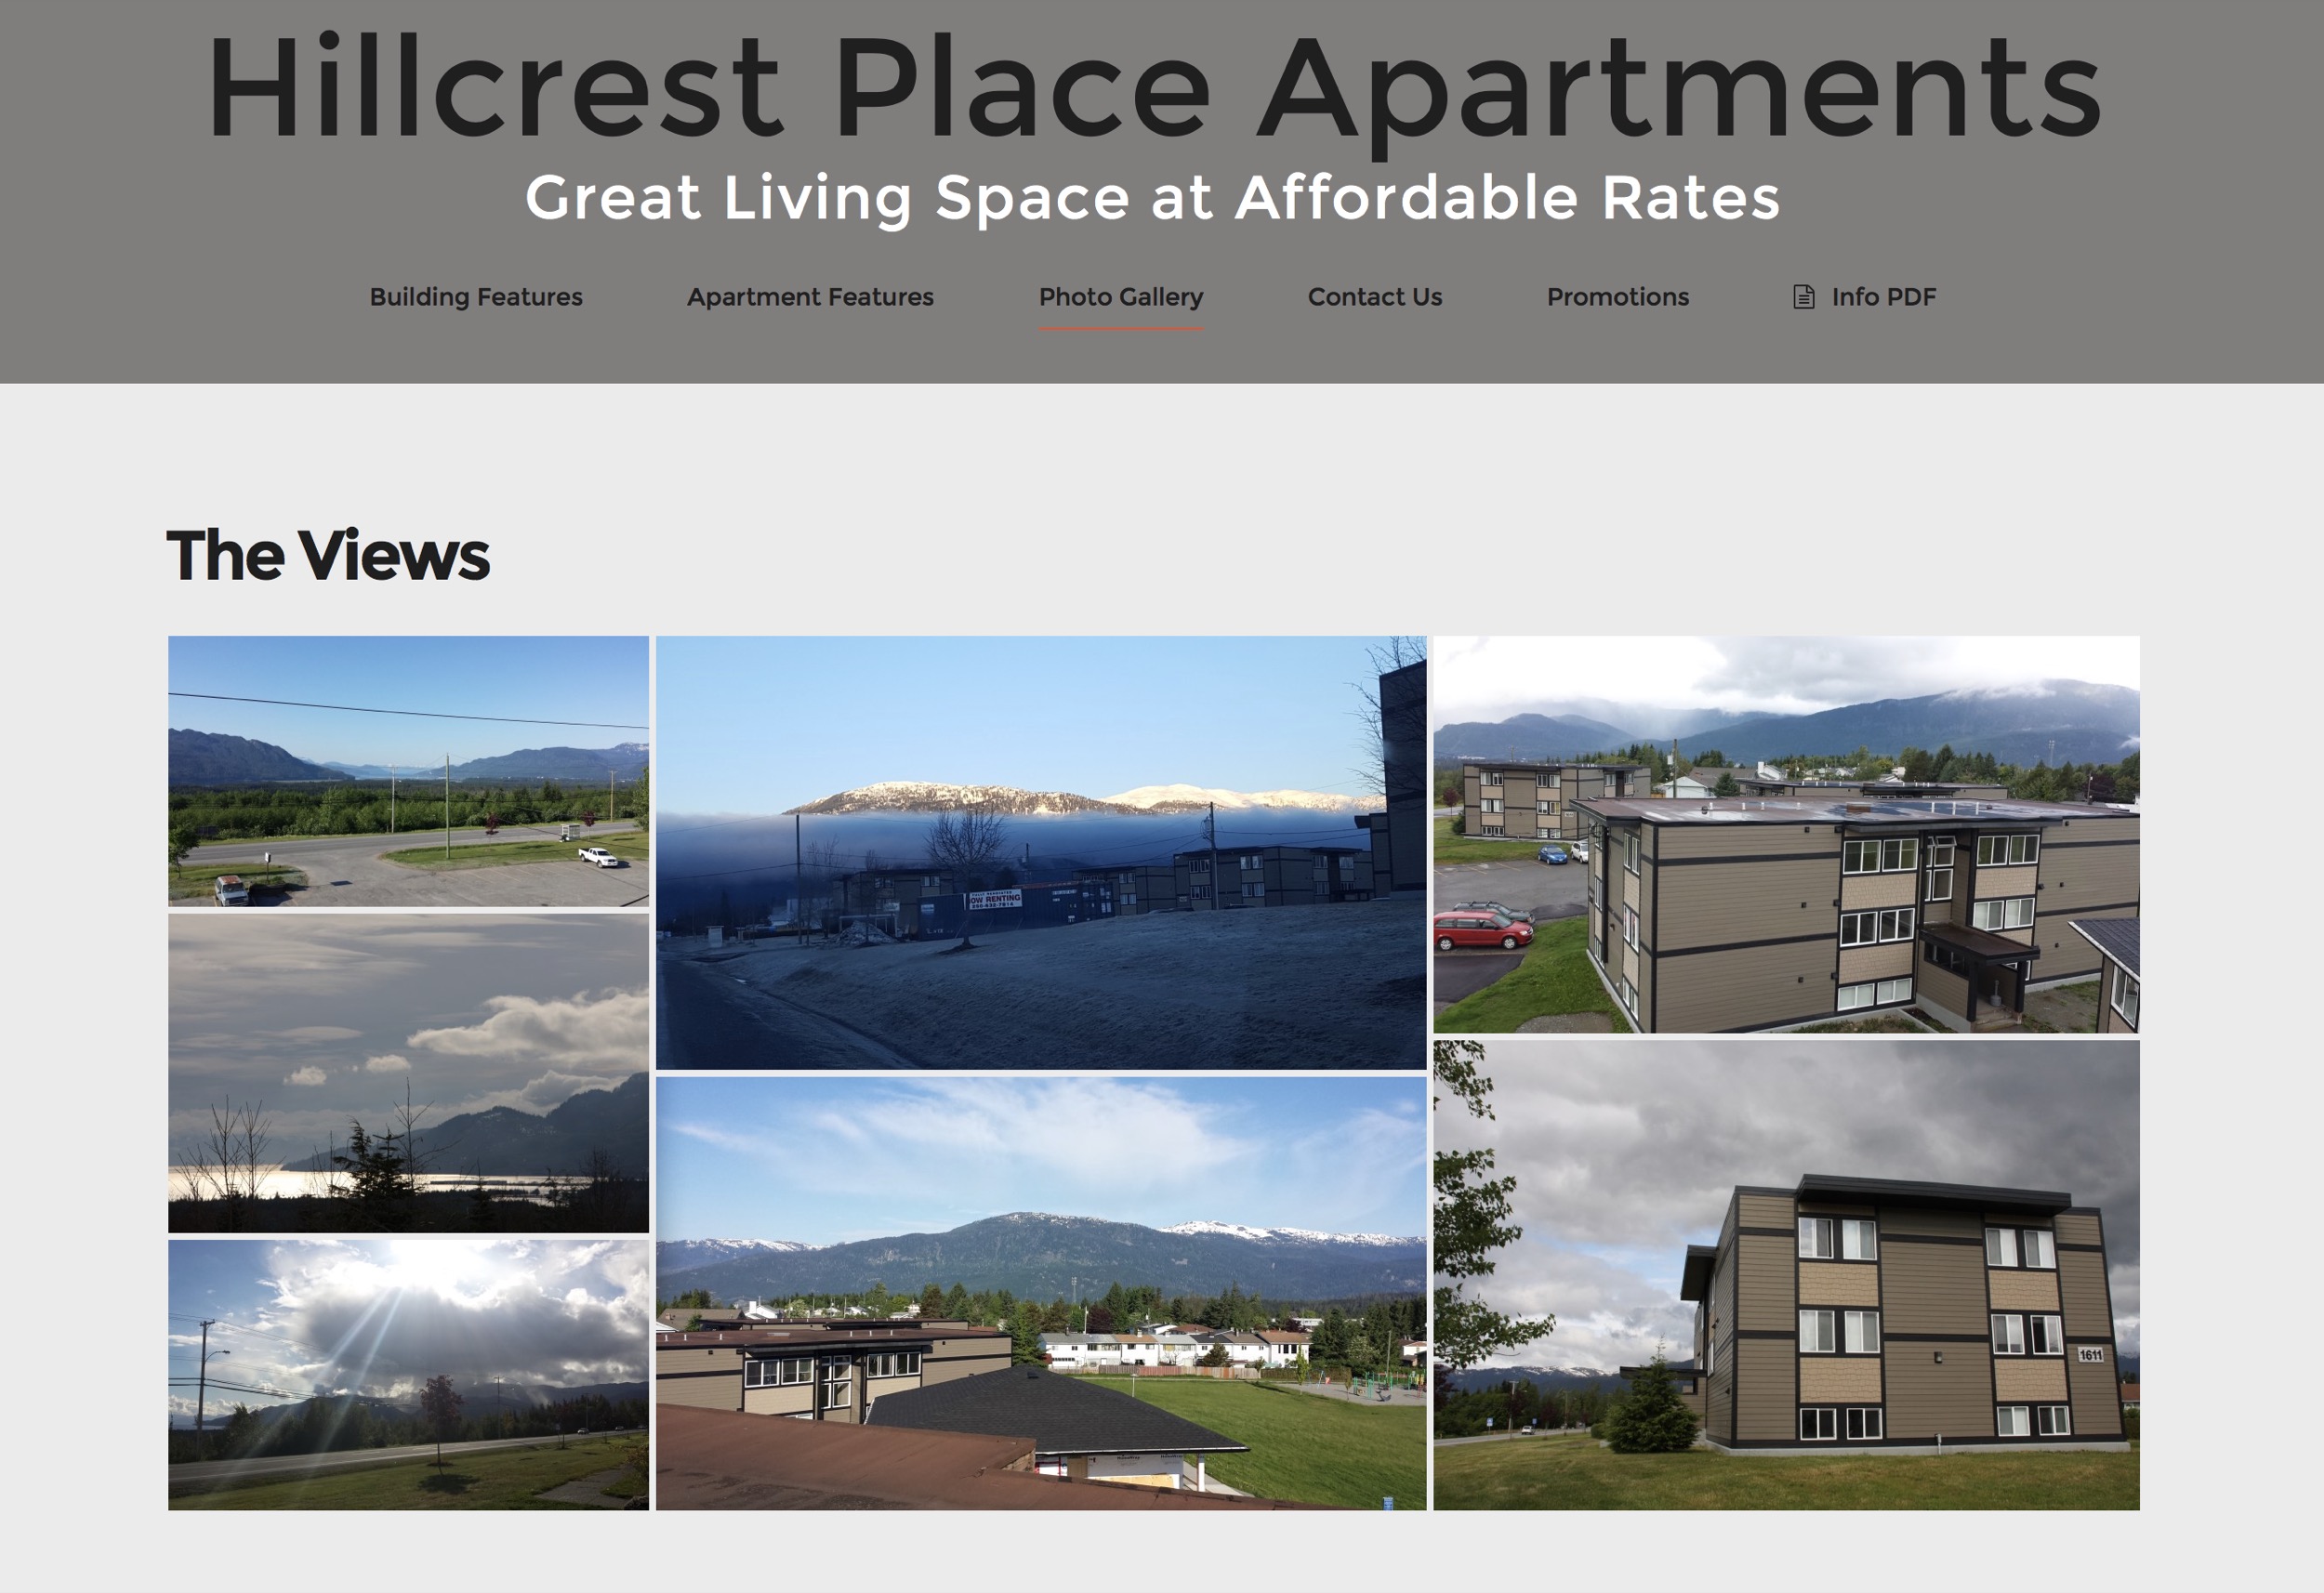 Hillcrest Place Apartments
Great Living Space at Affordable Rates
Building Features
Apartment Features
Photo Gallery
Contact Us
Promotions
Info PDF
The Views
OW RENTING
1611